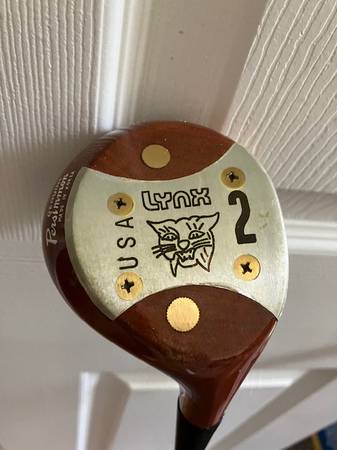 Lynx
USA
2
Persimmon